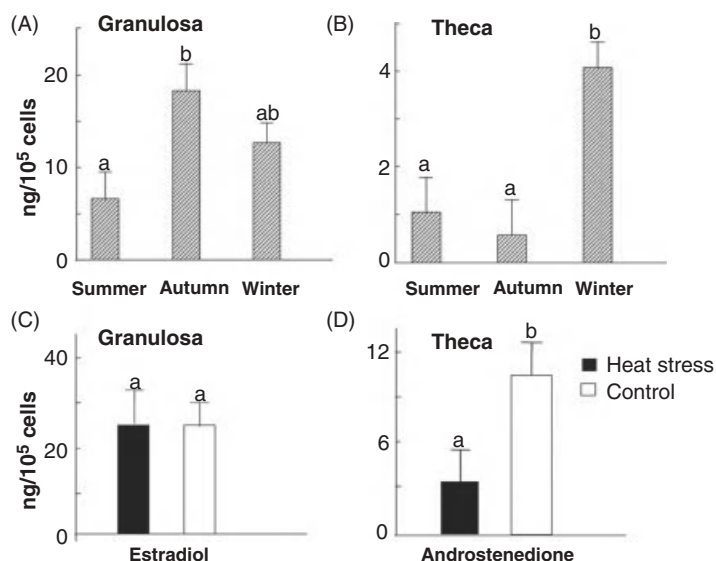 (A) Granulosa
ng/10⁵ cells
20
10
0
a
b
ab
Summer Autumn Winter
(B) Theca
4
2
0
a
a
b
Summer Autumn Winter
(C) Granulosa
ng/10⁵ cells
40
20
0
a
a
Estradiol
(D) Theca
12
6
0
a
b
Androstenedione
Heat stress
Control